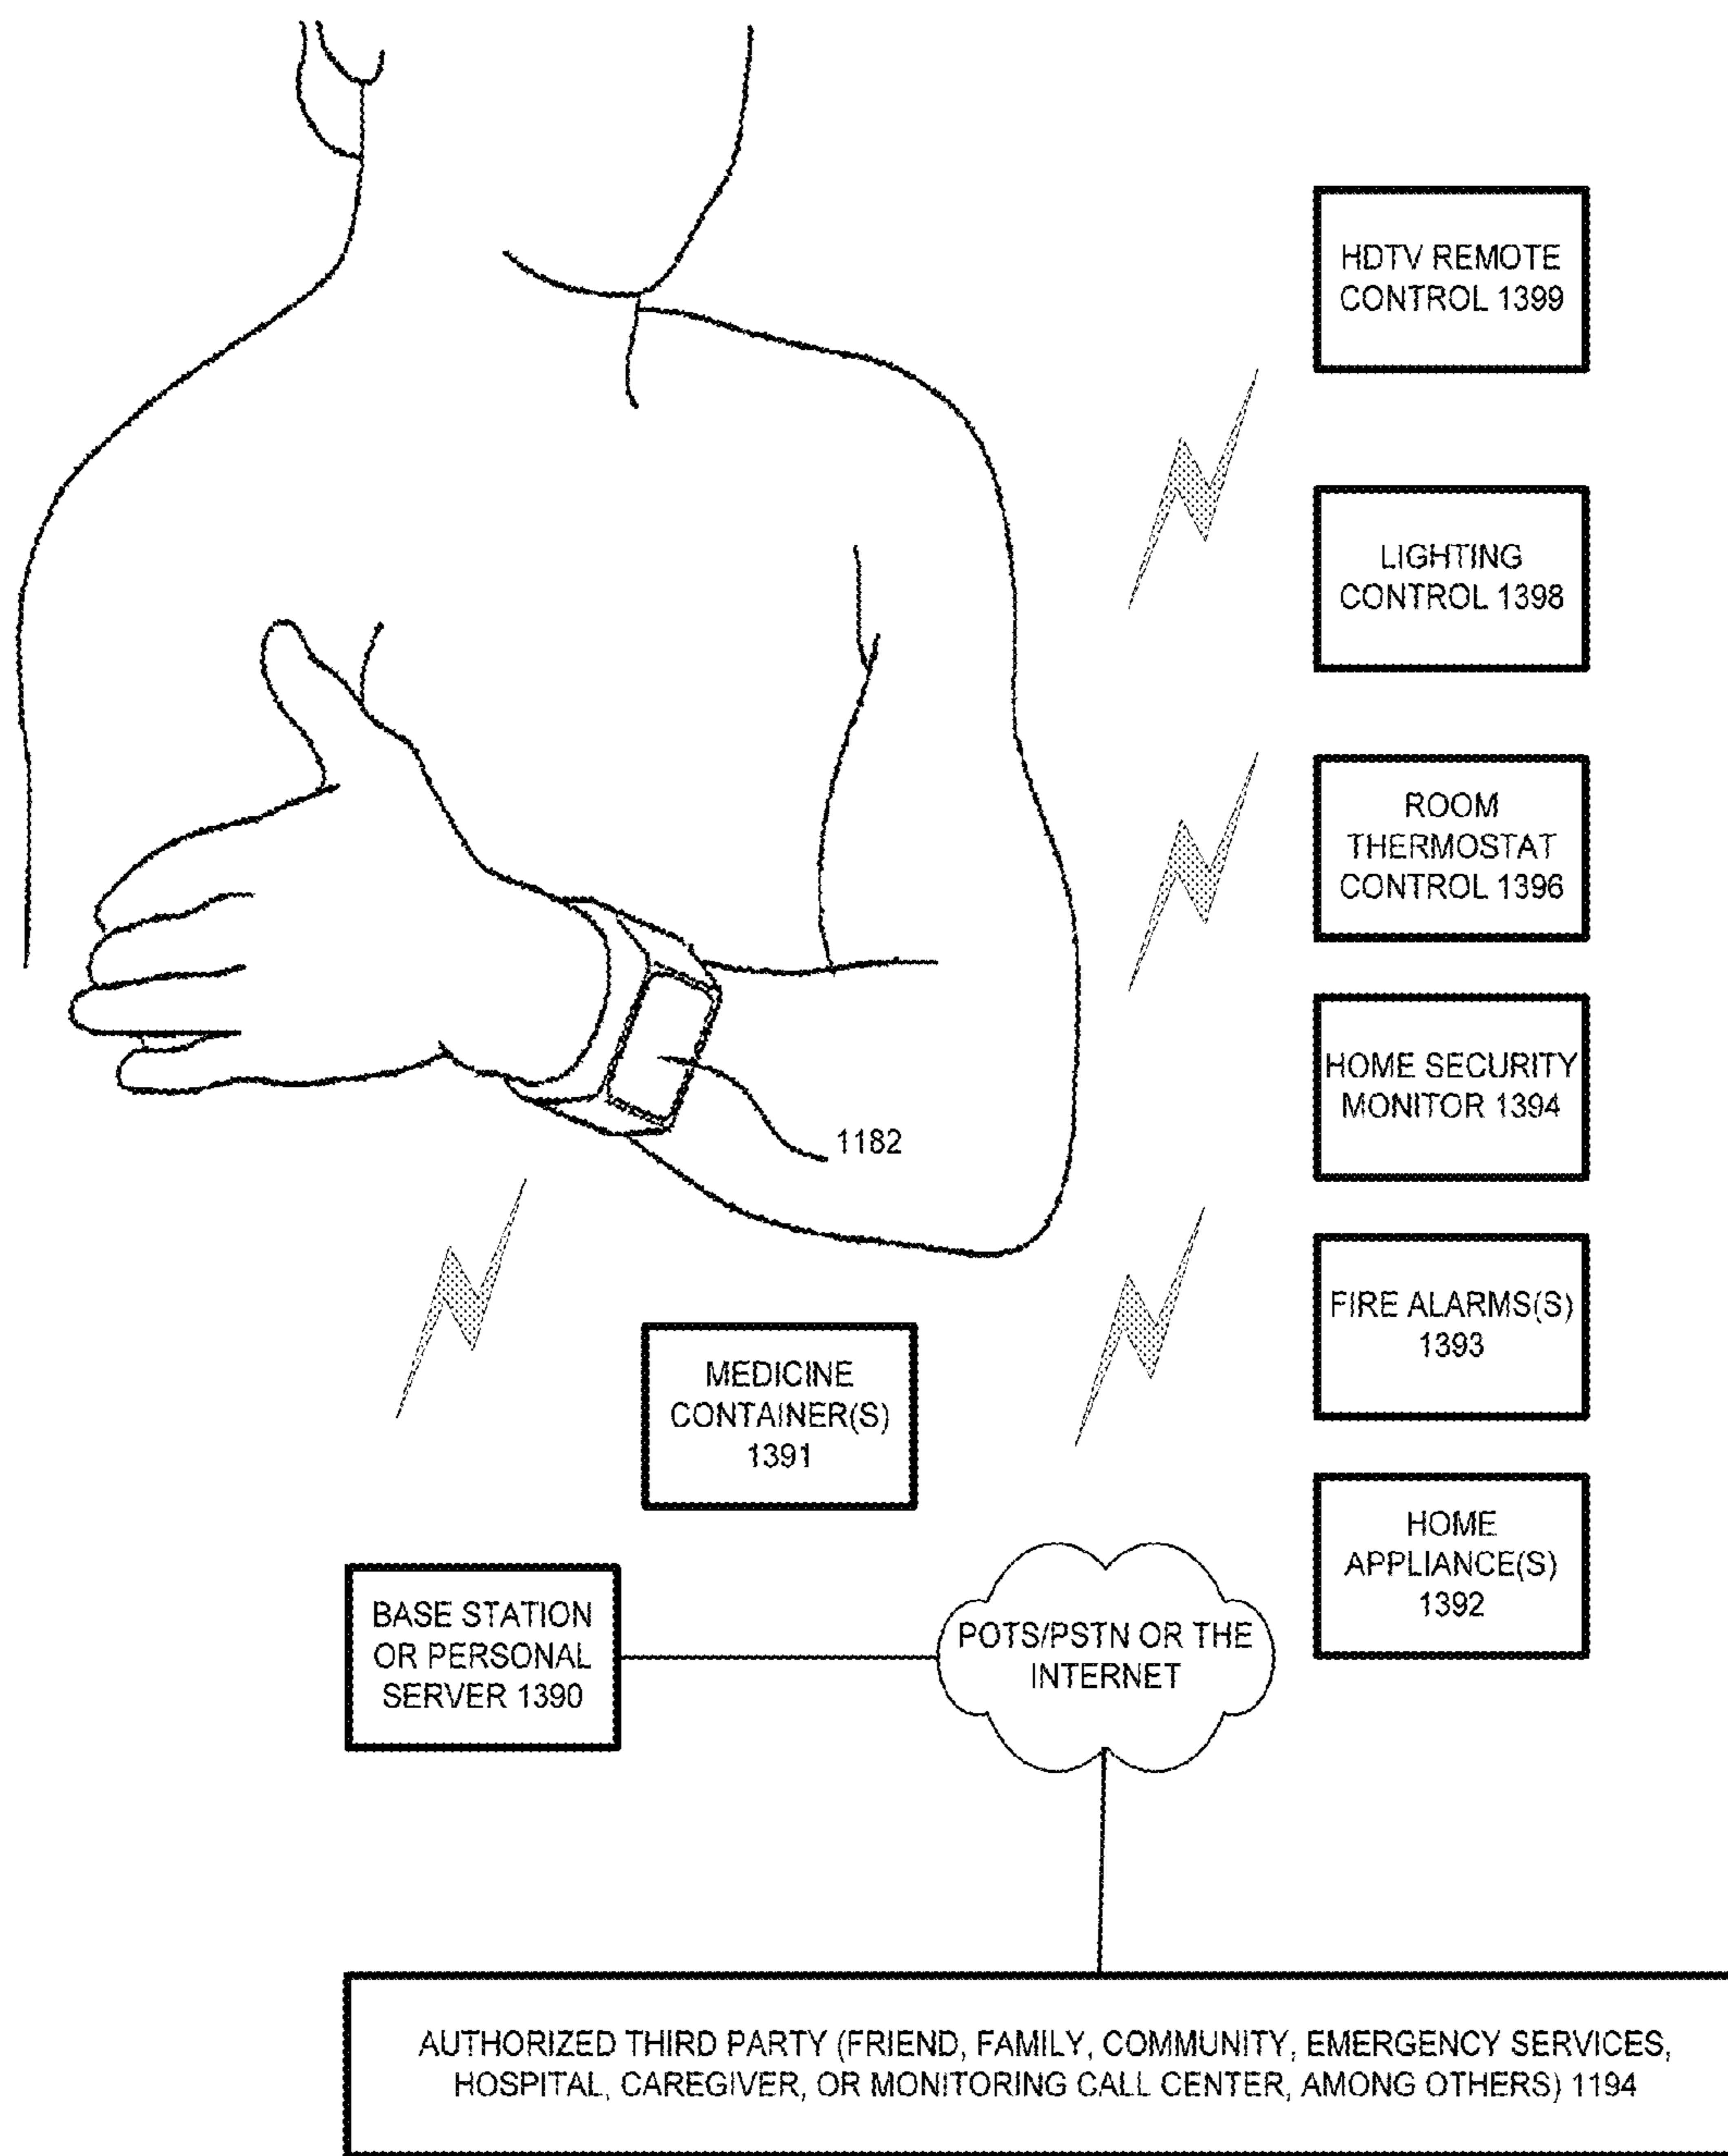 HDTV REMOTE
CONTROL 1399
LIGHTING
CONTROL 1398
ROOM
THERMOSTAT
CONTROL 1396
HOME SECURITY
MONITOR 1394
1182
FIRE ALARMS(S)
1393
MEDICINE
CONTAINER(S)
1391
HOME
APPLIANCE(S)
1392
BASE STATION
OR PERSONAL
SERVER 1390
POTS/PSTN OR THE
INTERNET
AUTHORIZED THIRD PARTY (FRIEND, FAMILY, COMMUNITY, EMERGENCY SERVICES,
HOSPITAL, CAREGIVER, OR MONITORING CALL CENTER, AMONG OTHERS) 1194